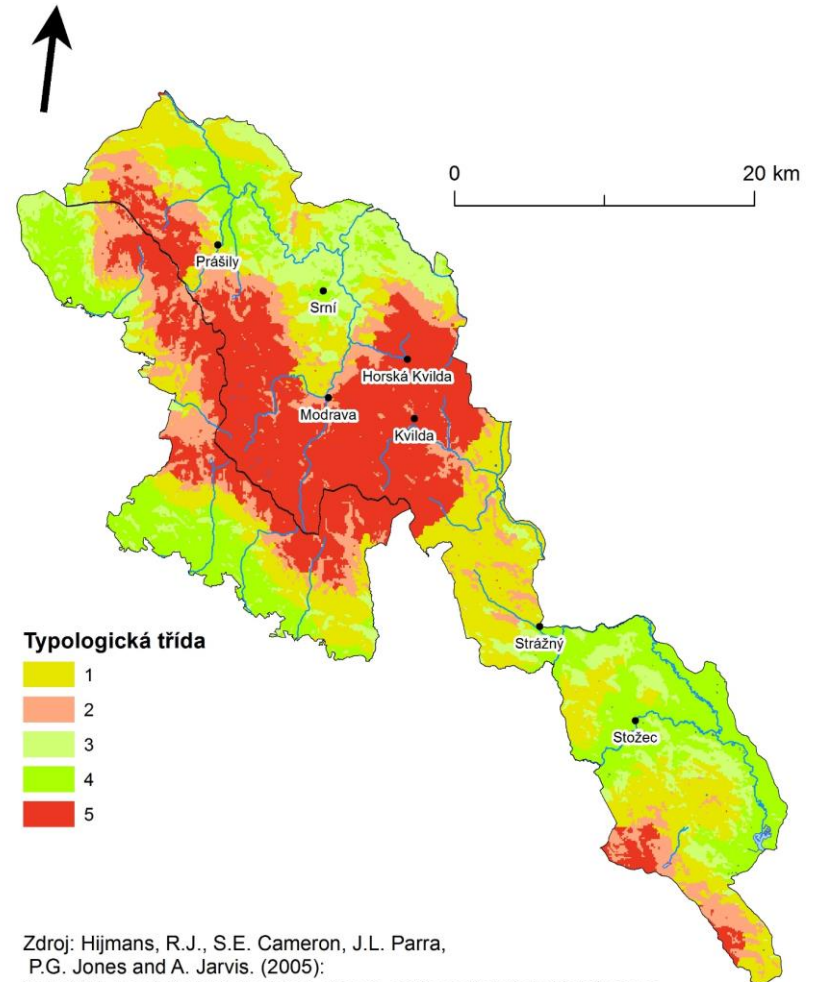 0
20 km
Prášily
Srní
Horská Kvilda
Modrava
Kvilda
Strážný
Stožec
Typologická třída
1
2
3
4
5
Zdroj: Hijmans, R.J., S.E. Cameron, J.L. Parra,
P.G. Jones and A. Jarvis. (2005):